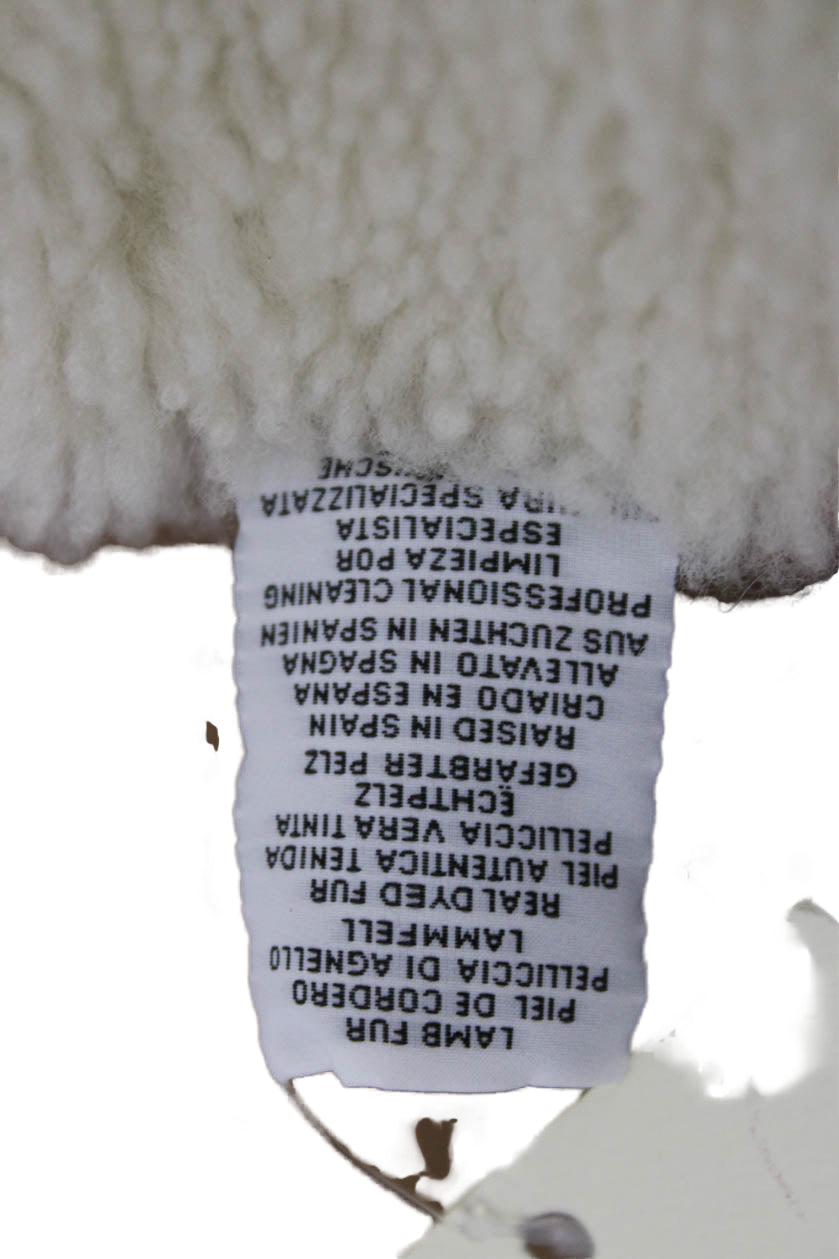 LAMB FUR
PIEL DE CORDERO
PELLICCIA DI AGNELLO
LAMMFELL
REAL DYED FUR
PIEL AUTENTICA TENIDA
PELLICCIA VERA TINTA
ECHTPELZ
GEFARBTER PELZ
RAISED IN SPAIN
CRIADO EN ESPANA
ALLEVATO IN SPAGNA
AUS ZUCHTEN IN SPANIEN
PROFESSIONAL CLEANING
LIMPIEZA POR
ESPECIALISTA
SPECIALIZZATA